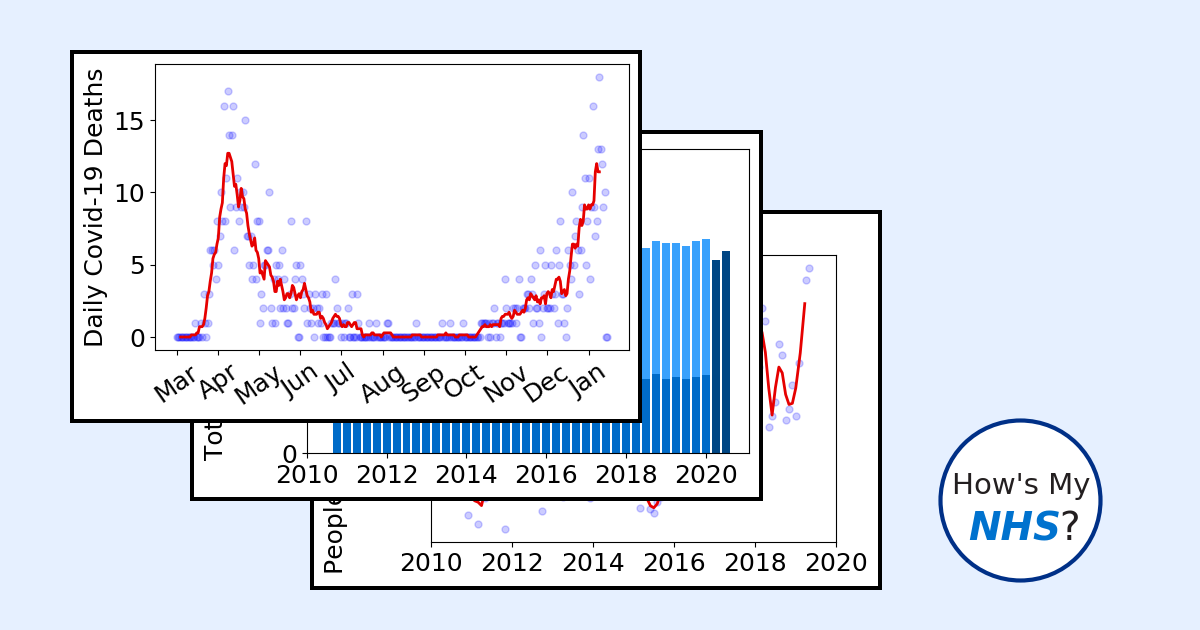 Daily Covid-19 Deaths
15
10
5
0
Mar Apr May Jun Jul Aug Sep Oct Nov Dec Jan
Tot
0
2010 2012 2014 2016 2018 2020
People
2010 2012 2014 2016 2018 2020
How's My
NHS?